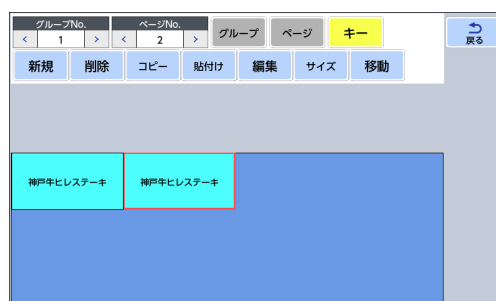 グループNo.
ページNo.
< 1 >
< 2 >
グループ
ページ
キー
戻る
新規
削除
コピー
貼付け
編集
サイズ
移動
神戸牛ヒレステーキ
神戸牛ヒレステーキ